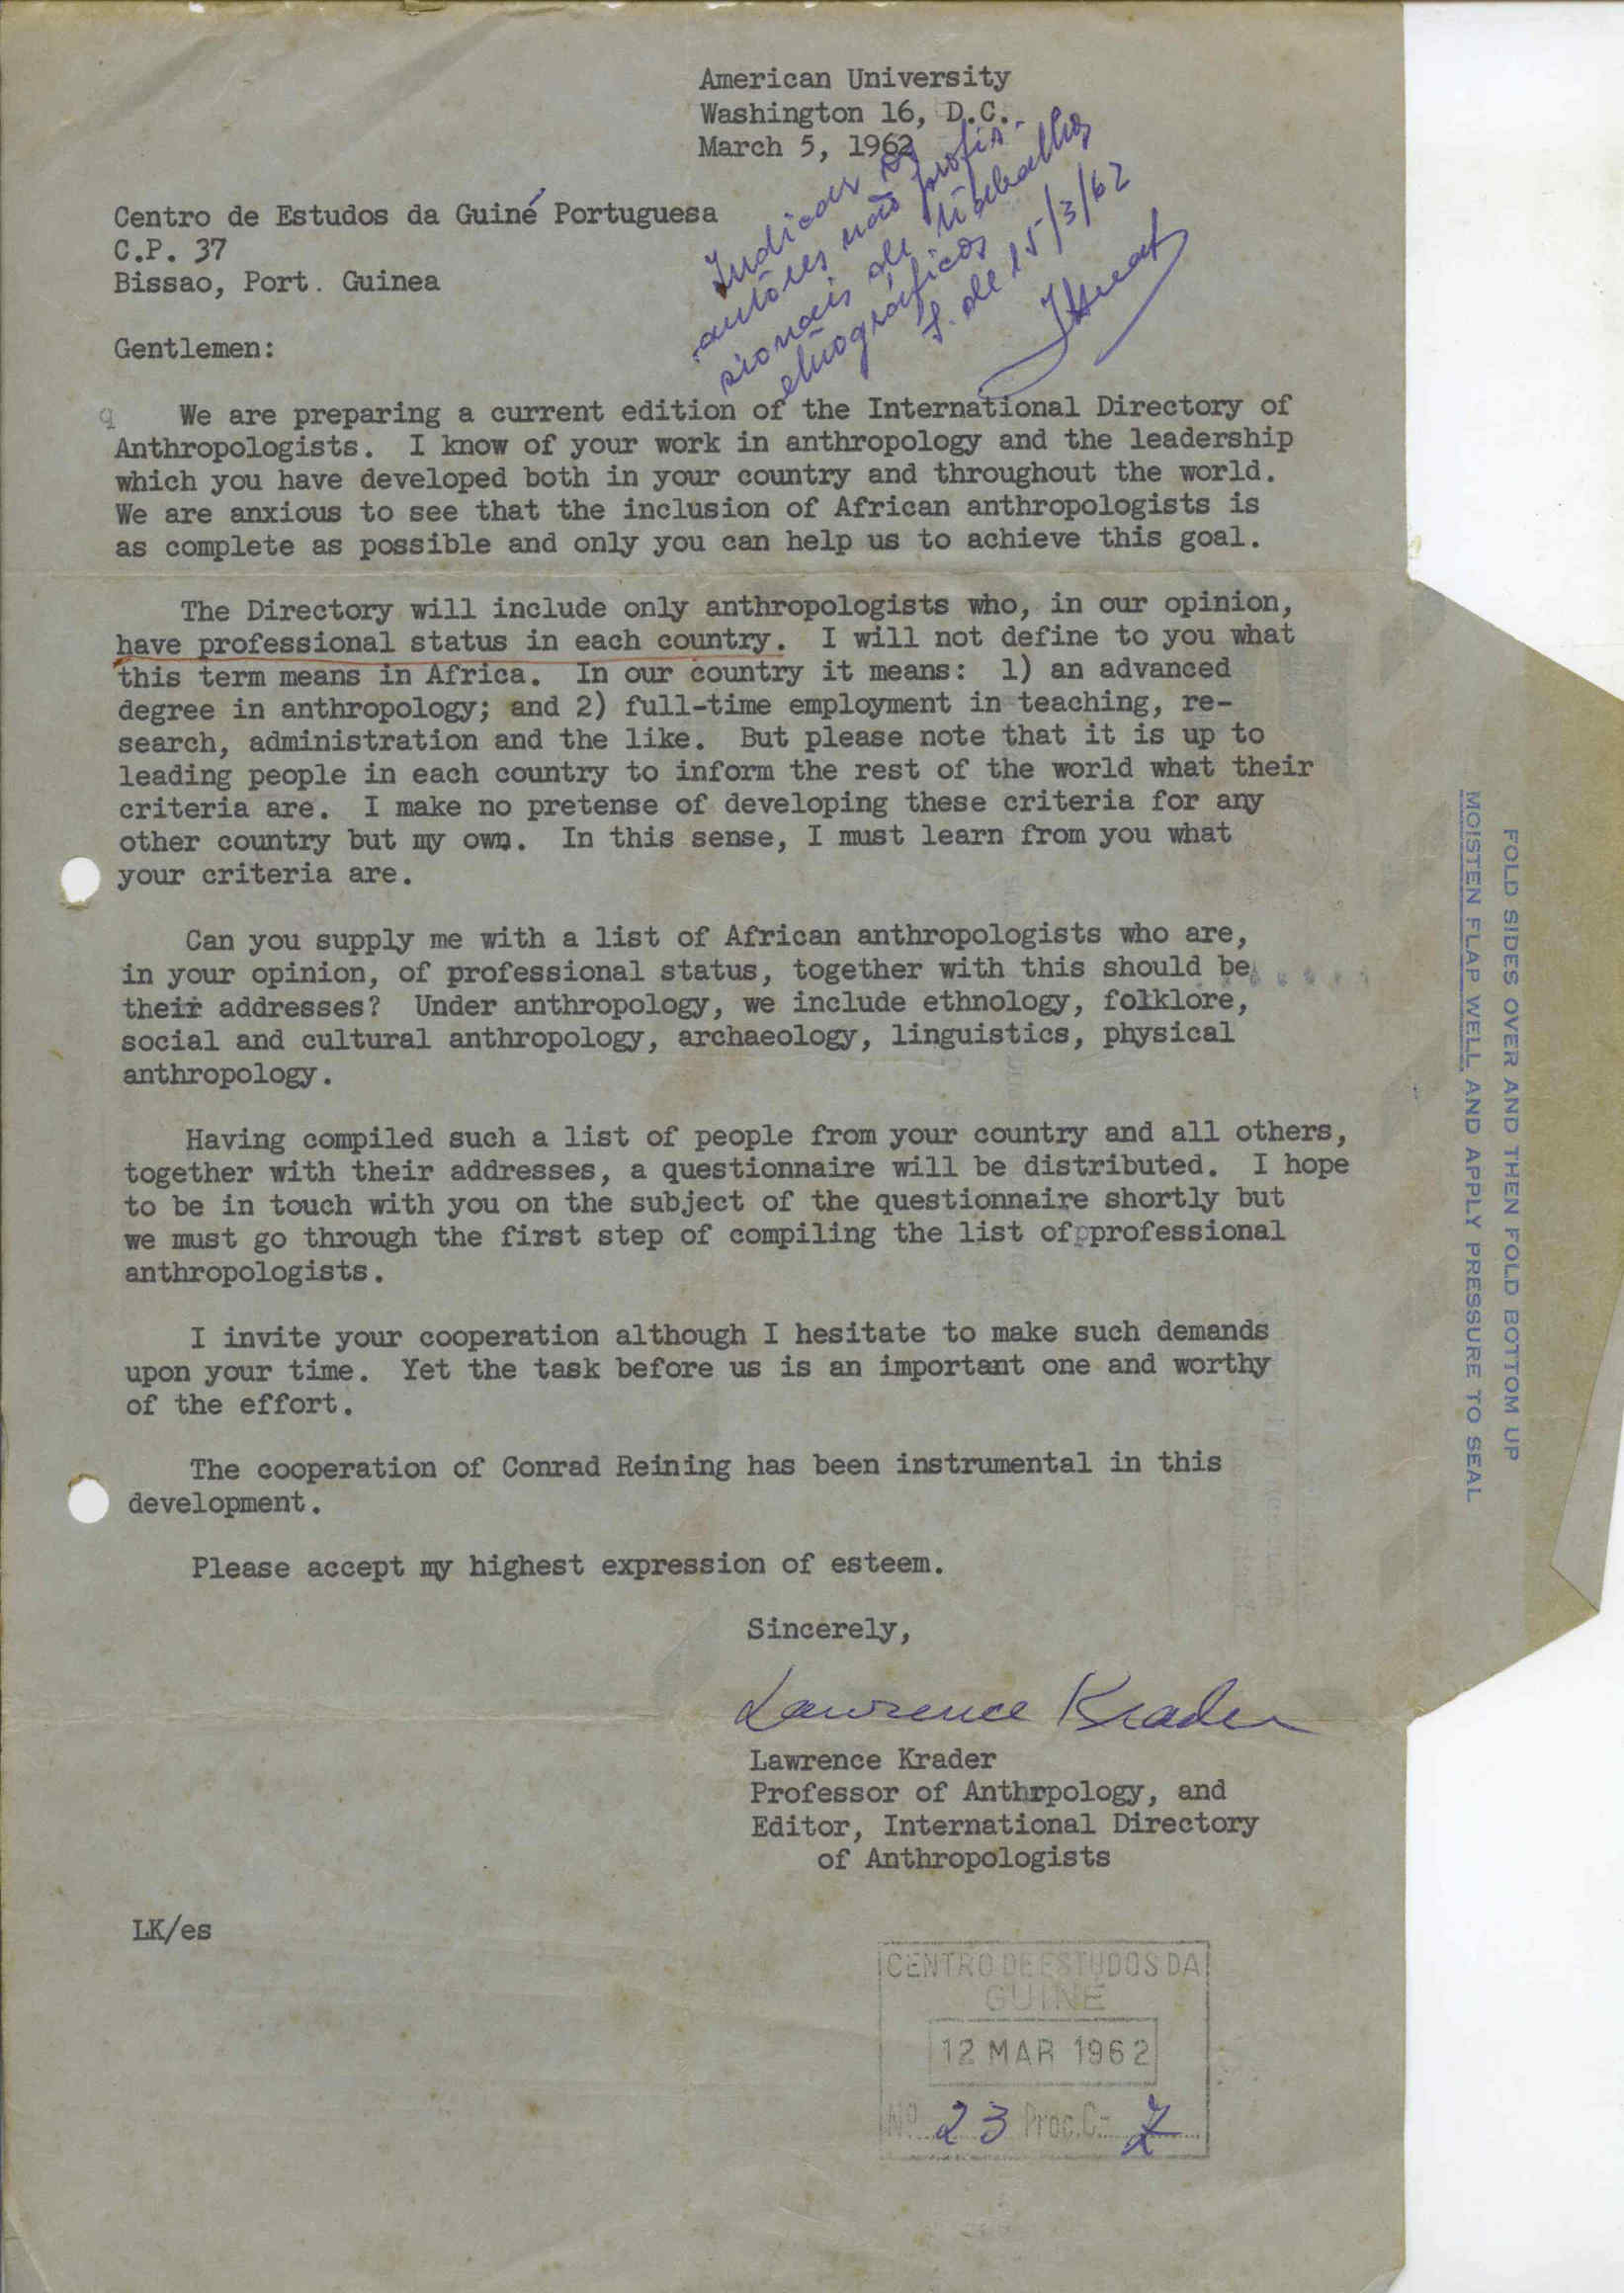 American University
Washington 16, D.C.
March 5, 1962
Indicar os
autôres não profis-
sionais de trabalhos
etnográficos
15/3/62
Centro de Estudos da Guiné Portuguesa
C.P. 37
Bissao, Port. Guinea
Gentlemen:
We are preparing a current edition of the International Directory of
Anthropologists. I know of your work in anthropology and the leadership
which you have developed both in your country and throughout the world.
We are anxious to see that the inclusion of African anthropologists is
as complete as possible and only you can help us to achieve this goal.
The Directory will include only anthropologists who, in our opinion,
have professional status in each country. I will not define to you what
this term means in Africa. In our country it means: 1) an advanced
degree in anthropology; and 2) full-time employment in teaching, re-
search, administration and the like. But please note that it is up to
leading people in each country to inform the rest of the world what their
criteria are. I make no pretense of developing these criteria for any
other country but my own. In this sense, I must learn from you what
your criteria are.
Can you supply me with a list of African anthropologists who are,
in your opinion, of professional status, together with this should be
their addresses? Under anthropology, we include ethnology, folklore,
social and cultural anthropology, archaeology, linguistics, physical
anthropology.
Having compiled such a list of people from your country and all others,
together with their addresses, a questionnaire will be distributed. I hope
to be in touch with you on the subject of the questionnaire shortly but
we must go through the first step of compiling the list of professional
anthropologists.
I invite your cooperation although I hesitate to make such demands
upon your time. Yet the task before us is an important one and worthy
of the effort.
The cooperation of Conrad Reining has been instrumental in this
development.
Please accept my highest expression of esteem.
Sincerely,
Lawrence Krader
Lawrence Krader
Professor of Anthrpology, and
Editor, International Directory
of Anthropologists
LK/es
CENTRO DE ESTUDOS DA
GUINÉ
12 MAR 1962
Nº 23 Proc.C- 7
FOLD SIDES OVER AND THEN FOLD BOTTOM UP
MOISTEN FLAP WELL AND APPLY PRESSURE TO SEAL